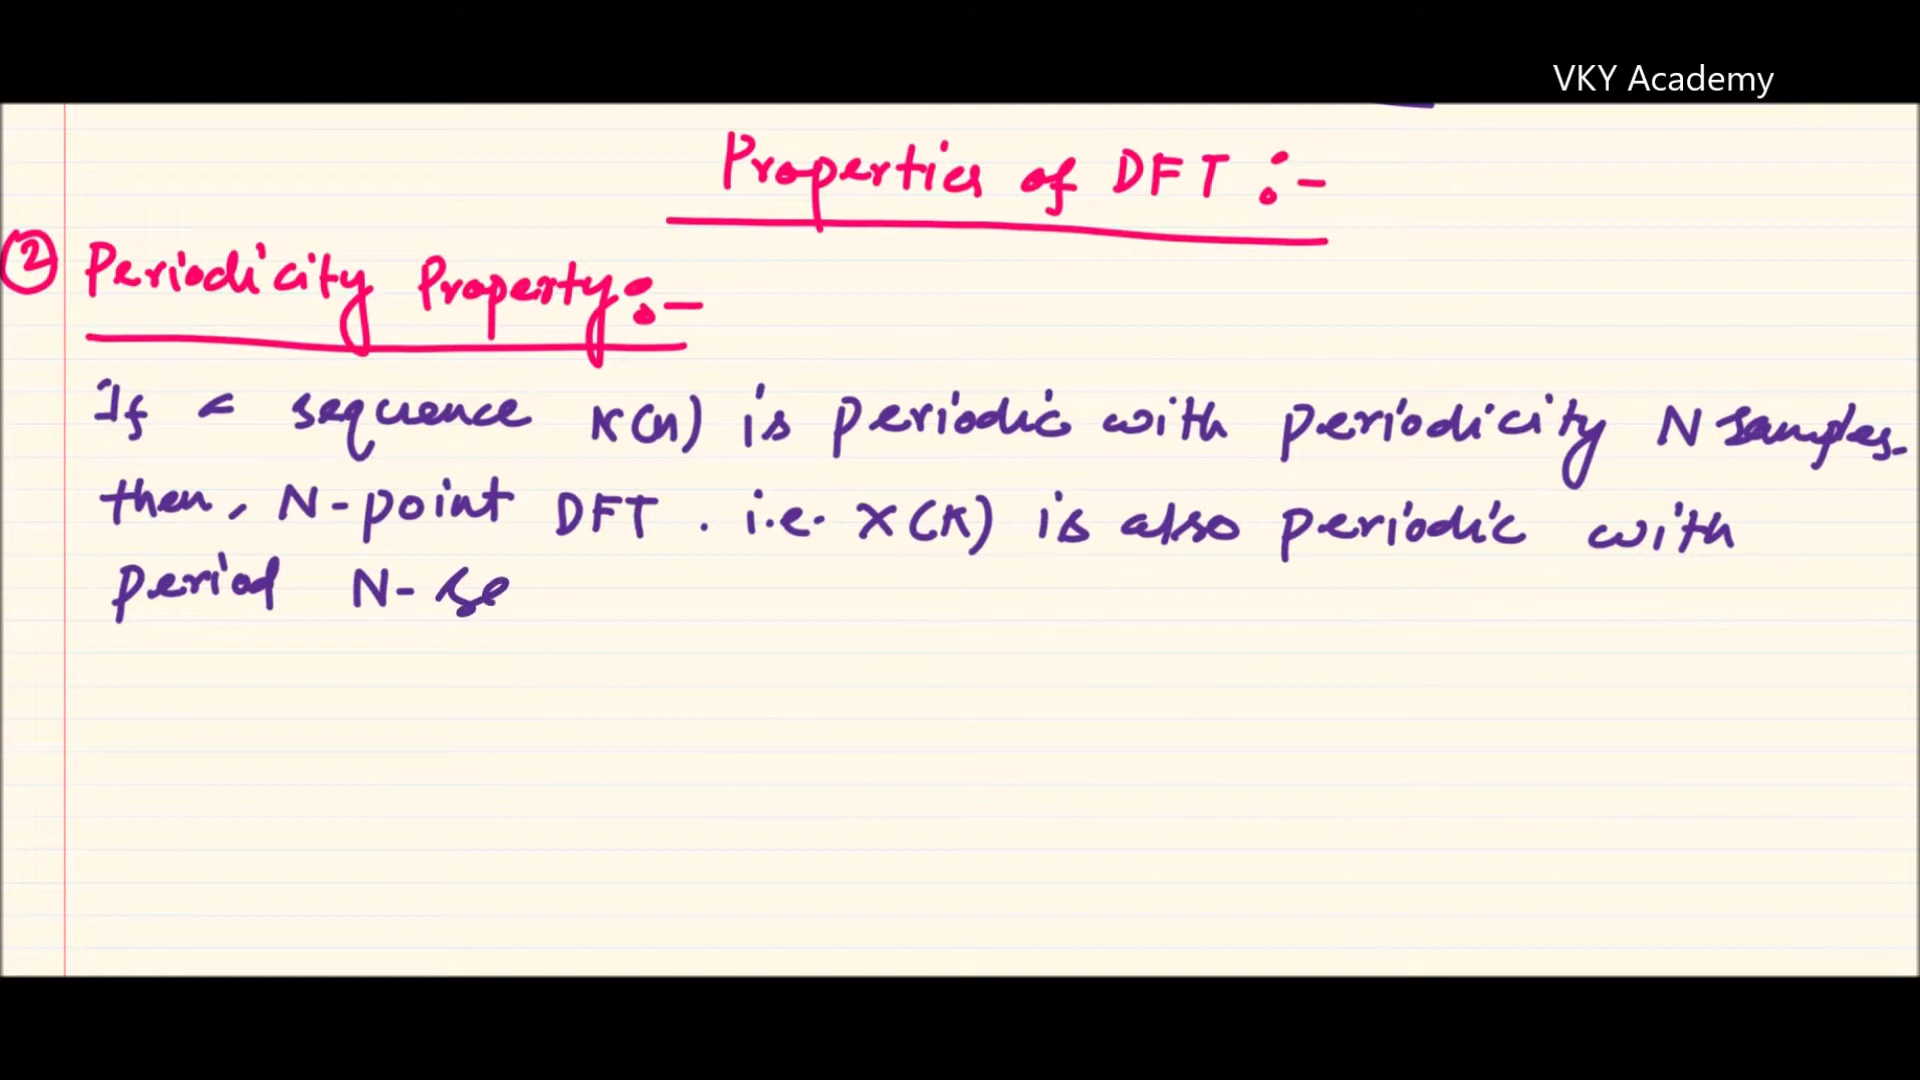 VKY Academy
Properties of DFT :-
② Periodicity Property:-
If a sequence x(n) is periodic with periodicity N samples.
then, N-point DFT . i.e. X(K) is also periodic with
period N-